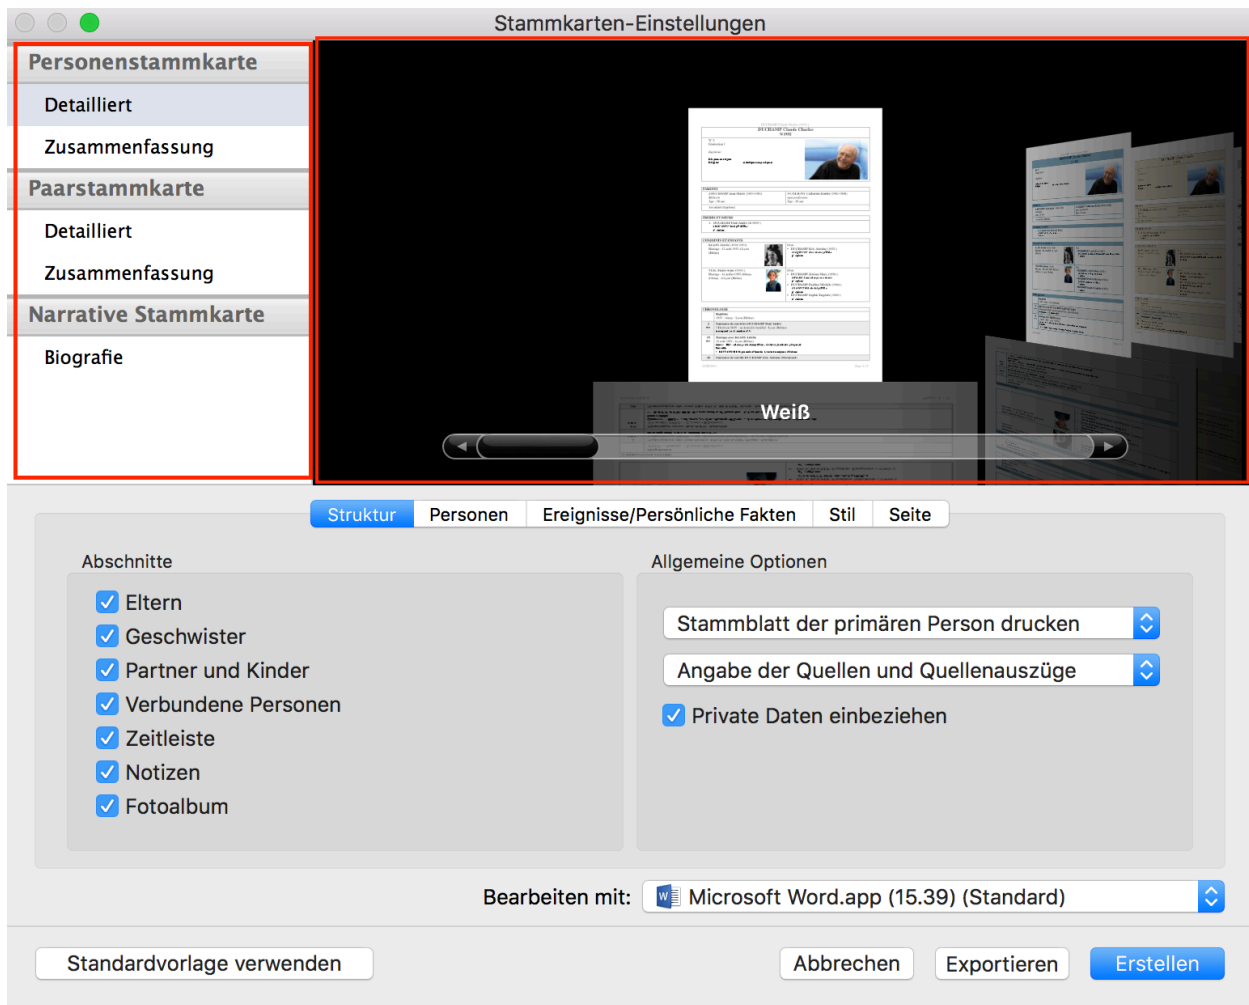 Stammkarten-Einstellungen
Personenstammkarte
Detailliert
Zusammenfassung
Paarstammkarte
Detailliert
Zusammenfassung
Narrative Stammkarte
Biografie
Weiß
Struktur Personen Ereignisse/Persönliche Fakten Stil Seite
Abschnitte
Eltern
Geschwister
Partner und Kinder
Verbundene Personen
Zeitleiste
Notizen
Fotoalbum
Allgemeine Optionen
Stammblatt der primären Person drucken
Angabe der Quellen und Quellenauszüge
Private Daten einbeziehen
Bearbeiten mit: Microsoft Word.app (15.39) (Standard)
Standardvorlage verwenden Abbrechen Exportieren Erstellen